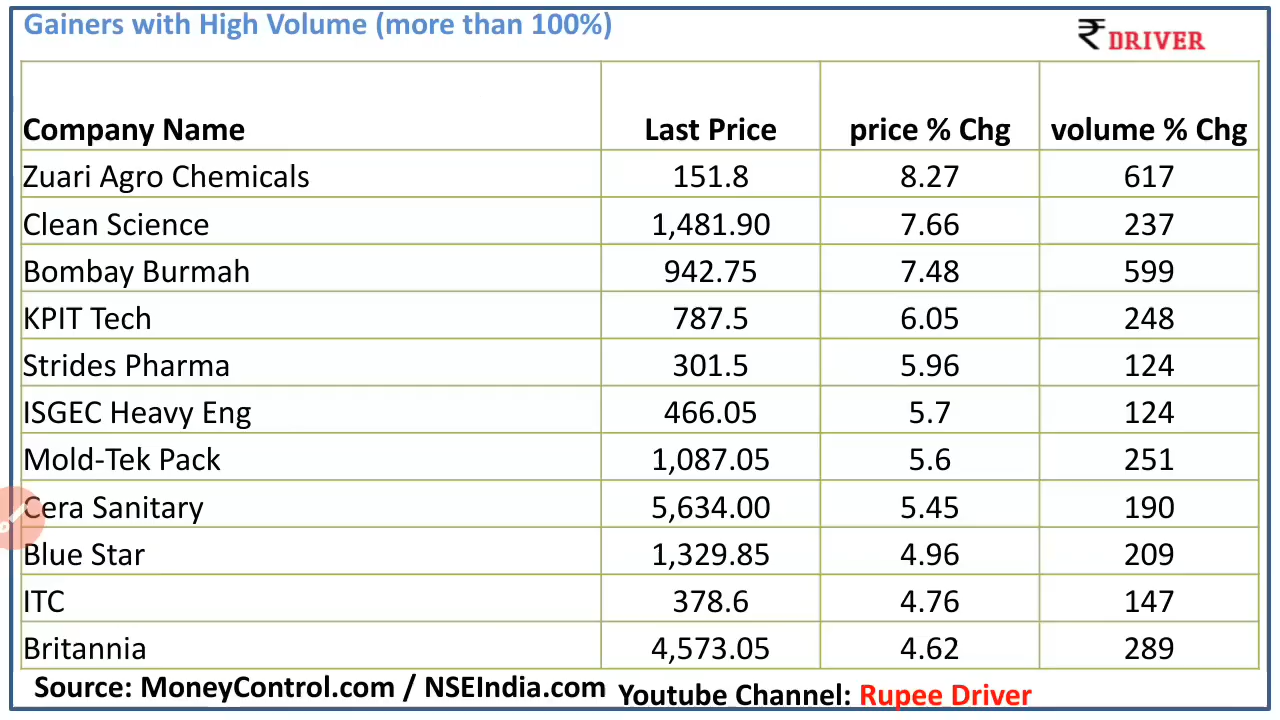 Gainers with High Volume (more than 100%)
₹ DRIVER
Company Name Last Price price % Chg volume % Chg
Zuari Agro Chemicals 151.8 8.27 617
Clean Science 1,481.90 7.66 237
Bombay Burmah 942.75 7.48 599
KPIT Tech 787.5 6.05 248
Strides Pharma 301.5 5.96 124
ISGEC Heavy Eng 466.05 5.7 124
Mold-Tek Pack 1,087.05 5.6 251
Cera Sanitary 5,634.00 5.45 190
Blue Star 1,329.85 4.96 209
ITC 378.6 4.76 147
Britannia 4,573.05 4.62 289
Source: MoneyControl.com / NSEIndia.com
Youtube Channel: Rupee Driver